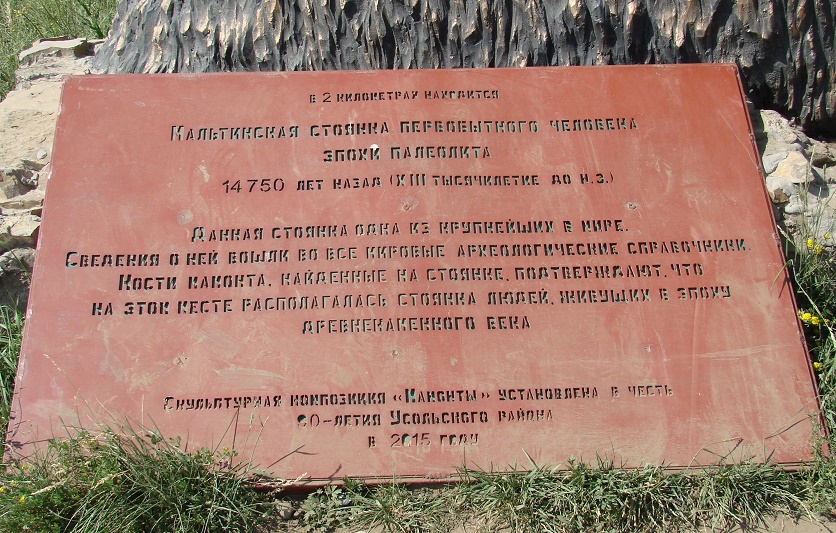 в 2 километрах находится
Мальтинская стоянка первобытного человека
эпохи палеолита
14750 лет назад (XIII тысячилетие до н.э.)
Данная стоянка одна из крупнейших в мире.
Сведения о ней вошли во все мировые археологические справочники.
Кости мамонта, найденные на стоянке, подтверждают, что
на этом месте располагалась стоянка людей, живущих в эпоху
древнекаменного века
Скульптурная композиция «Мамонты» установлена в честь
90-летия Усольского района
в 2015 году